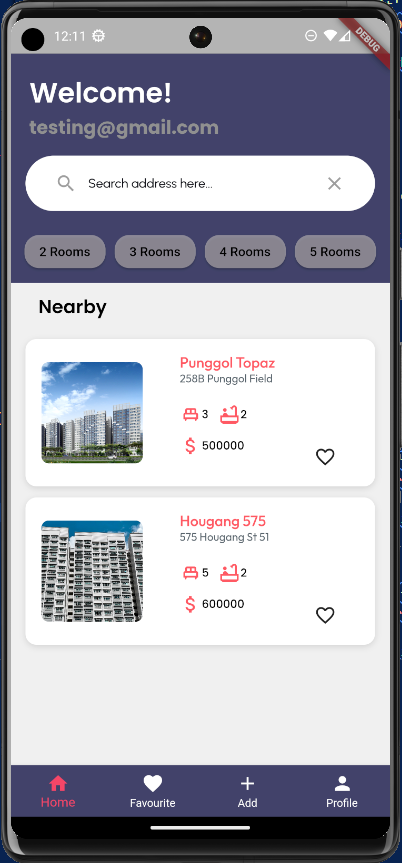 12:11
DEBUG
Welcome!
testing@gmail.com
Search address here...
2 Rooms 3 Rooms 4 Rooms 5 Rooms
Nearby
Punggol Topaz
258B Punggol Field
3 2
$ 500000
Hougang 575
575 Hougang St 51
5 2
$ 600000
Home Favourite Add Profile